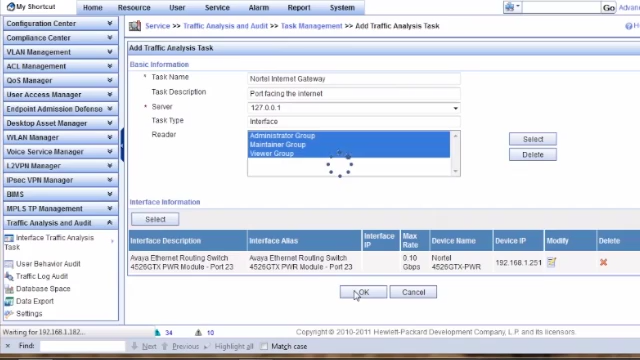 My Shortcut
Home Resource User Service Alarm Report System
Go Advanc
Configuration Center
Compliance Center
VLAN Management
ACL Management
QoS Manager
User Access Manager
Endpoint Admission Defense
Desktop Asset Manager
WLAN Manager
Voice Service Manager
L2VPN Manager
IPsec VPN Manager
BIMS
MPLS TP Management
Traffic Analysis and Audit
Interface Traffic Analysis
Task
User Behavior Audit
Traffic Log Audit
Database Space
Data Export
Settings
Service >> Traffic Analysis and Audit >> Task Management >> Add Traffic Analysis Task
Add Traffic Analysis Task
Basic Information
* Task Name Nortel Internet Gateway
Task Description Port facing the internet
* Server 127.0.0.1
Task Type Interface
Reader Administrator Group
Maintainer Group
Viewer Group
Select
Delete
Interface Information
Select
Interface Description Interface Alias Interface IP Max Rate Device Name Device IP Modify Delete
Avaya Ethernet Routing Switch 4526GTX PWR Module - Port 23 Avaya Ethernet Routing Switch 4526GTX PWR Module - Port 23 0.10 Gbps Nortel 4526GTX-PWR 192.168.1.251
OK Cancel
Waiting for 192.168.1.182... 34 10 Copyright © 2010-2011 Hewlett-Packard Development Company, L.P. and its licensors.
× Find: Next Previous Highlight all Match case